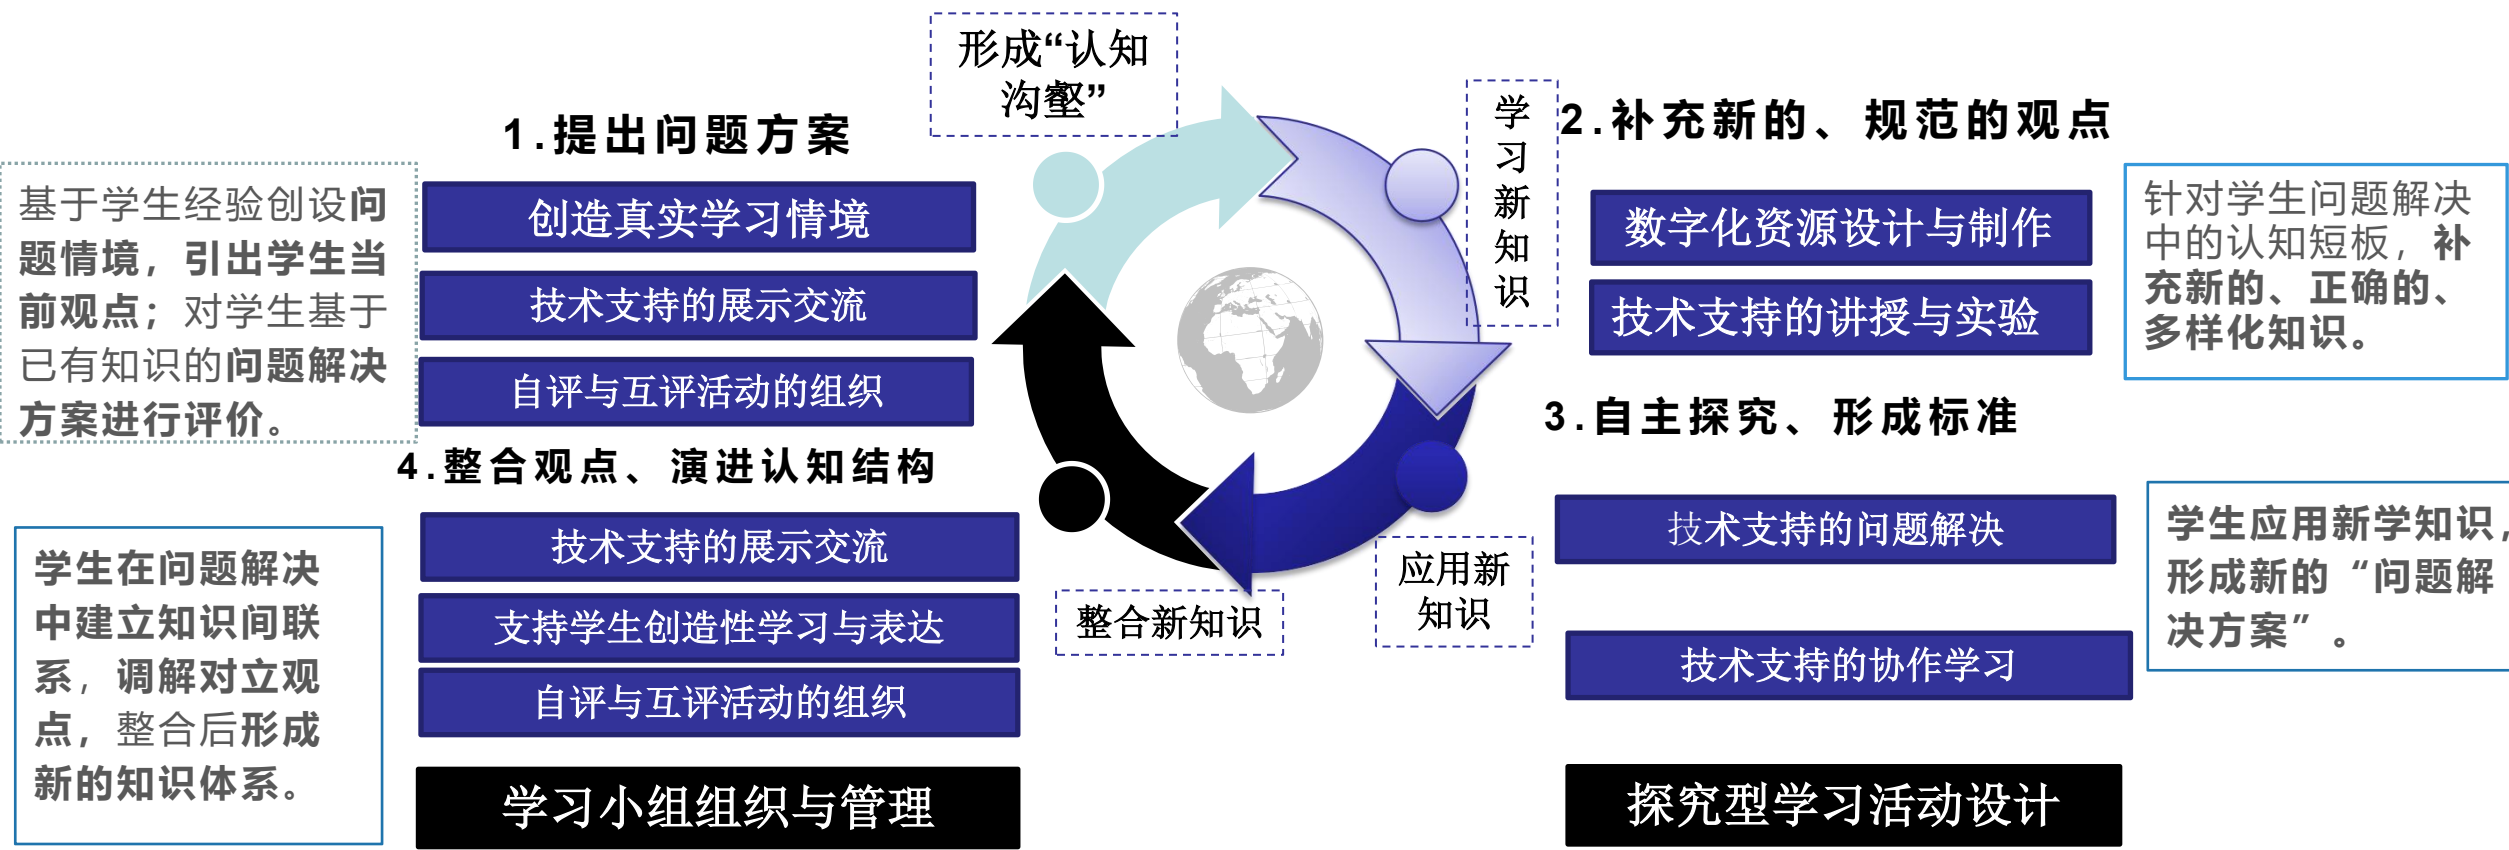 形成“认知
沟壑”
1.提出问题方案
基于学生经验创设问
题情境，引出学生当
前观点；对学生基于
已有知识的问题解决
方案进行评价。
创造真实学习情境
技术支持的展示交流
自评与互评活动的组织
学
习
新
知
识
2.补充新的、规范的观点
数字化资源设计与制作
技术支持的讲授与实验
针对学生问题解决
中的认知短板，补
充新的、正确的、
多样化知识。
3.自主探究、形成标准
技术支持的问题解决
技术支持的协作学习
探究型学习活动设计
学生应用新学知识，
形成新的“问题解
决方案”。
应用新
知识
整合新知识
4.整合观点、演进认知结构
学生在问题解决
中建立知识间联
系，调解对立观
点，整合后形成
新的知识体系。
技术支持的展示交流
支持学生创造性学习与表达
自评与互评活动的组织
学习小组组织与管理